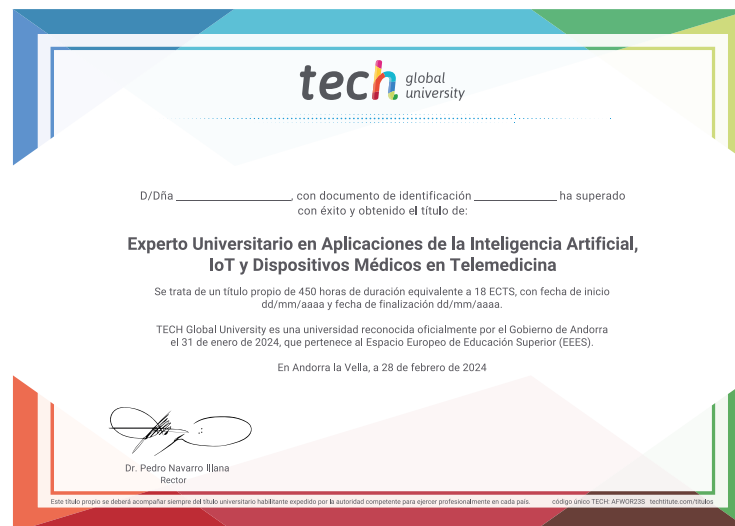 tech global university
D/Dña ______________, con documento de identificación __________ ha superado
con éxito y obtenido el título de:
Experto Universitario en Aplicaciones de la Inteligencia Artificial,
IoT y Dispositivos Médicos en Telemedicina
Se trata de un título propio de 450 horas de duración equivalente a 18 ECTS, con fecha de inicio
dd/mm/aaaa y fecha de finalización dd/mm/aaaa.
TECH Global University es una universidad reconocida oficialmente por el Gobierno de Andorra
el 31 de enero de 2024, que pertenece al Espacio Europeo de Educación Superior (EEES).
En Andorra la Vella, a 28 de febrero de 2024
Dr. Pedro Navarro Illana
Rector
Este título propio se deberá acompañar siempre del título universitario habilitante expedido por la autoridad competente para ejercer profesionalmente en cada país. código único TECH: AFWOR23S techtitute.com/titulos